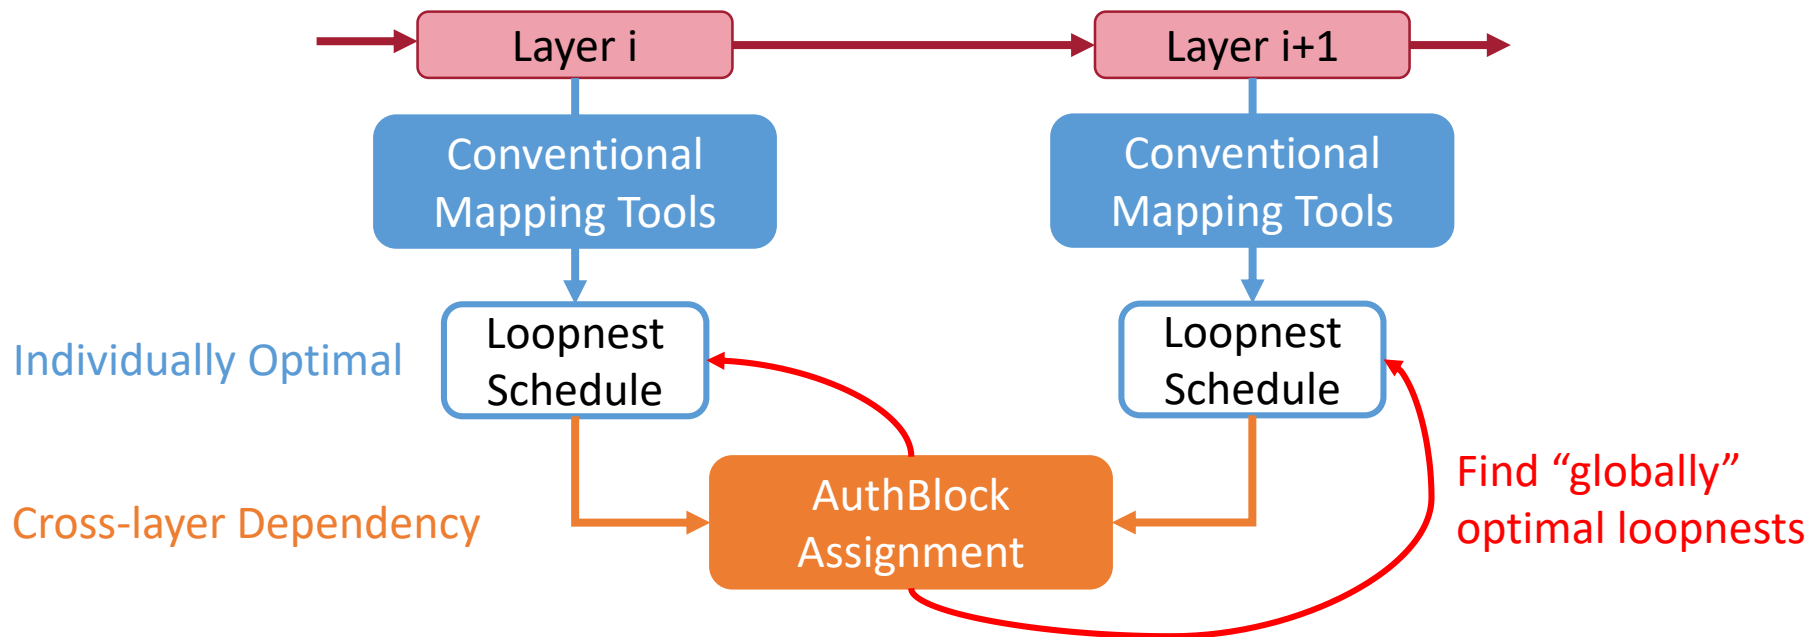 Layer i
Layer i+1
Conventional
Mapping Tools
Conventional
Mapping Tools
Individually Optimal
Loopnest
Schedule
Loopnest
Schedule
Cross-layer Dependency
AuthBlock
Assignment
Find “globally”
optimal loopnests